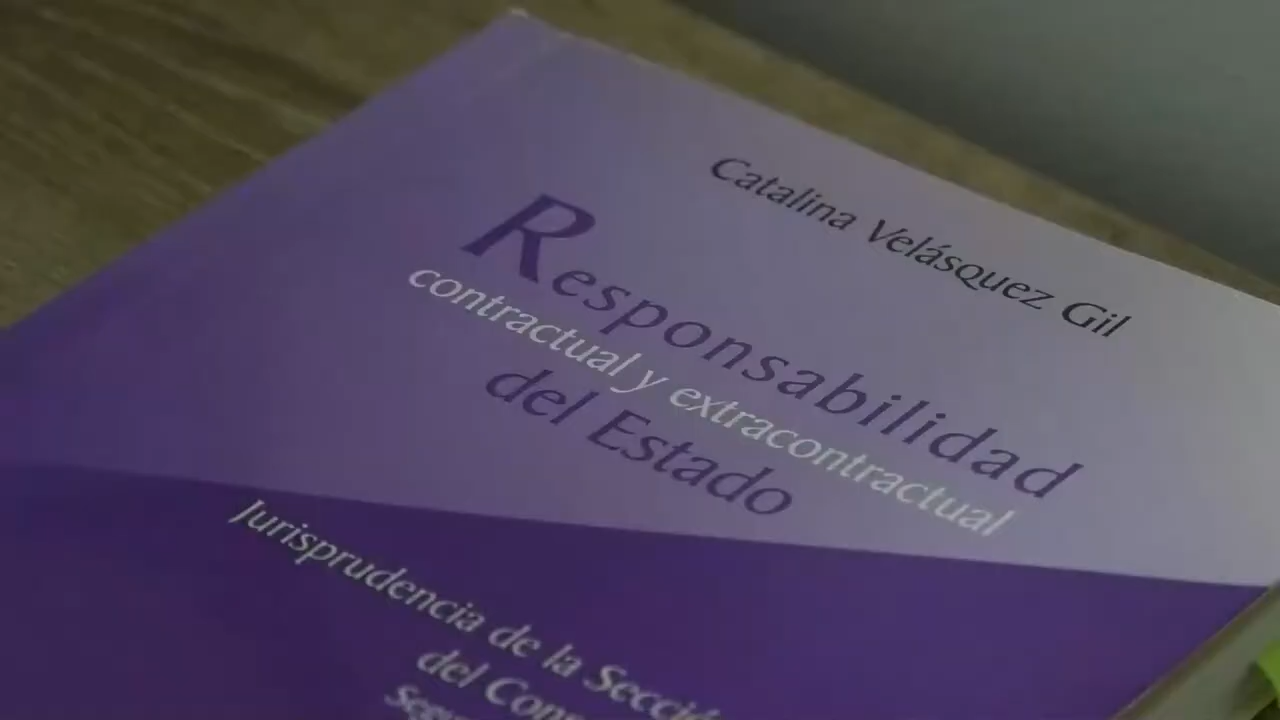 Catalina Velásquez Gil
Responsabilidad
contractual y extracontractual
del Estado
Jurisprudencia de la
del